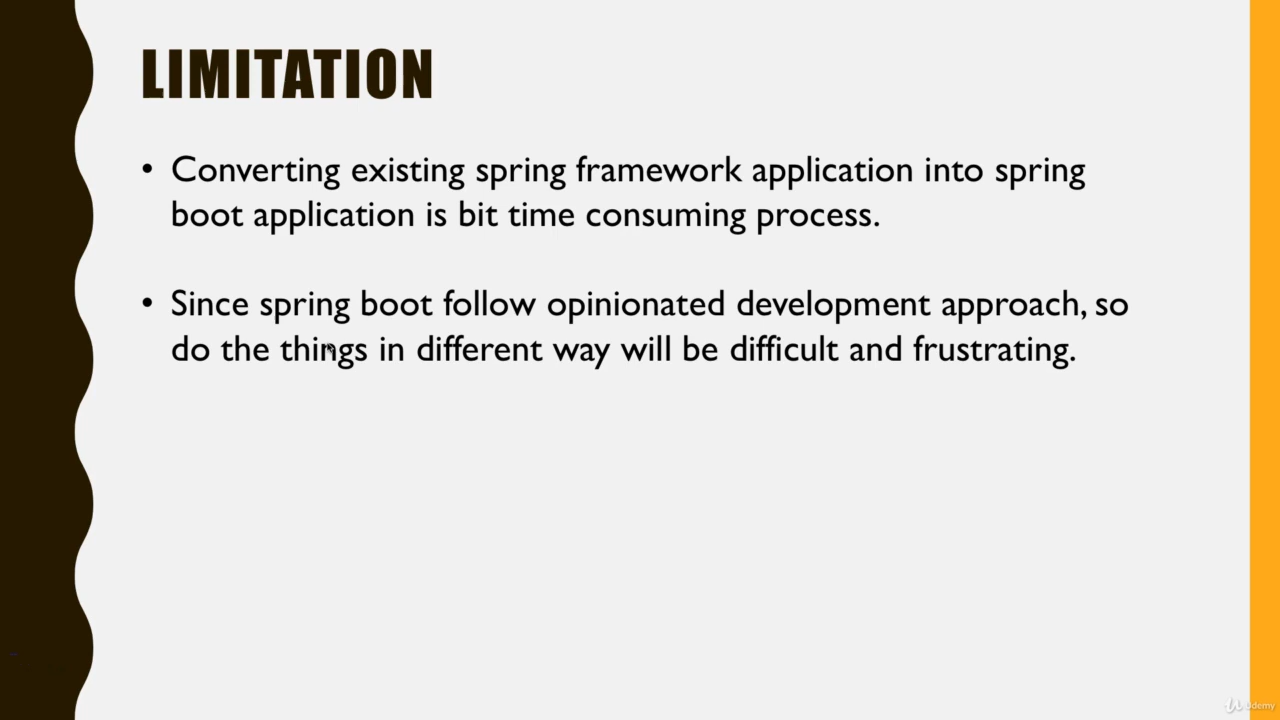 LIMITATION
• Converting existing spring framework application into spring
boot application is bit time consuming process.
• Since spring boot follow opinionated development approach, so
do the things in different way will be difficult and frustrating.
Udemy